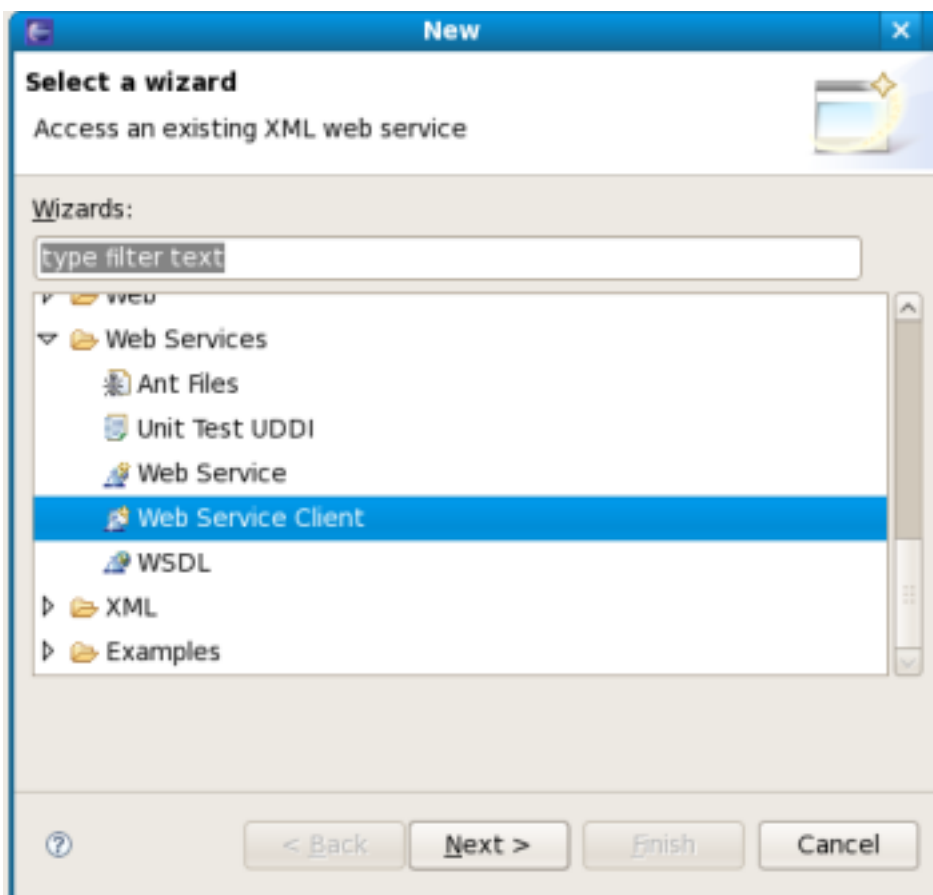 New
Select a wizard
Access an existing XML web service
Wizards:
type filter text
Web
Web Services
Ant Files
Unit Test UDDI
Web Service
Web Service Client
WSDL
XML
Examples
< Back Next > Finish Cancel